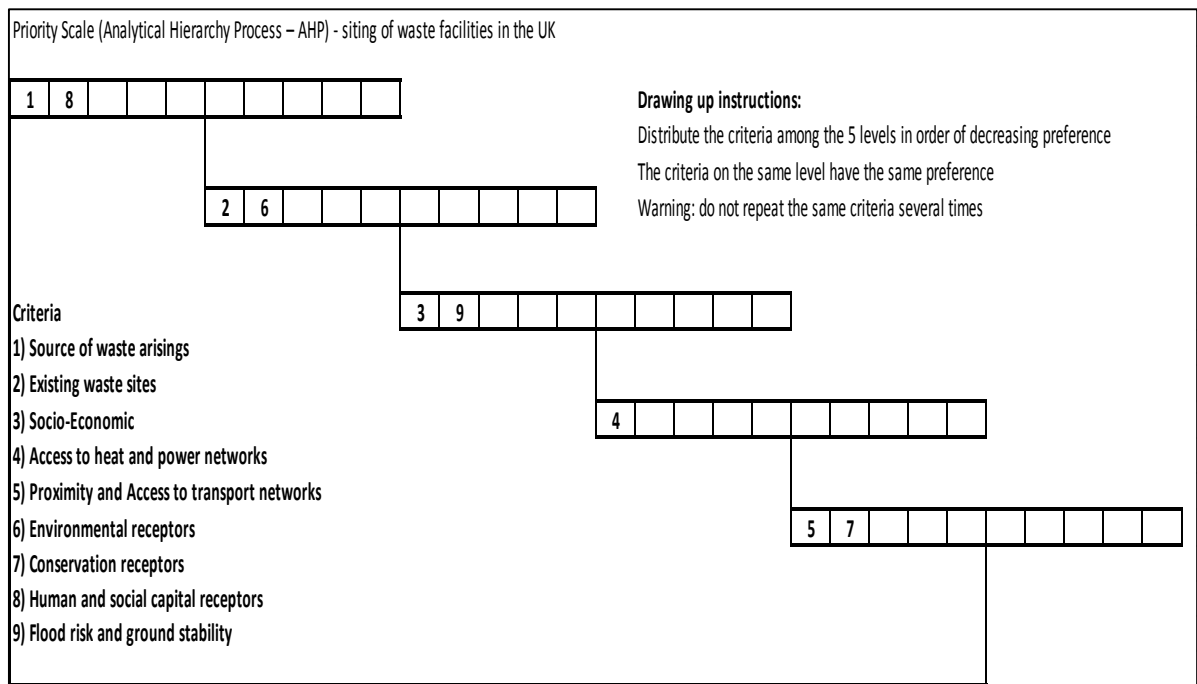 Priority Scale (Analytical Hierarchy Process – AHP) - siting of waste facilities in the UK
1 8
Drawing up instructions:
Distribute the criteria among the 5 levels in order of decreasing preference
The criteria on the same level have the same preference
2 6
Warning: do not repeat the same criteria several times
3 9
Criteria
1) Source of waste arisings
2) Existing waste sites
3) Socio-Economic
4
4) Access to heat and power networks
5) Proximity and Access to transport networks
5 7
6) Environmental receptors
7) Conservation receptors
8) Human and social capital receptors
9) Flood risk and ground stability